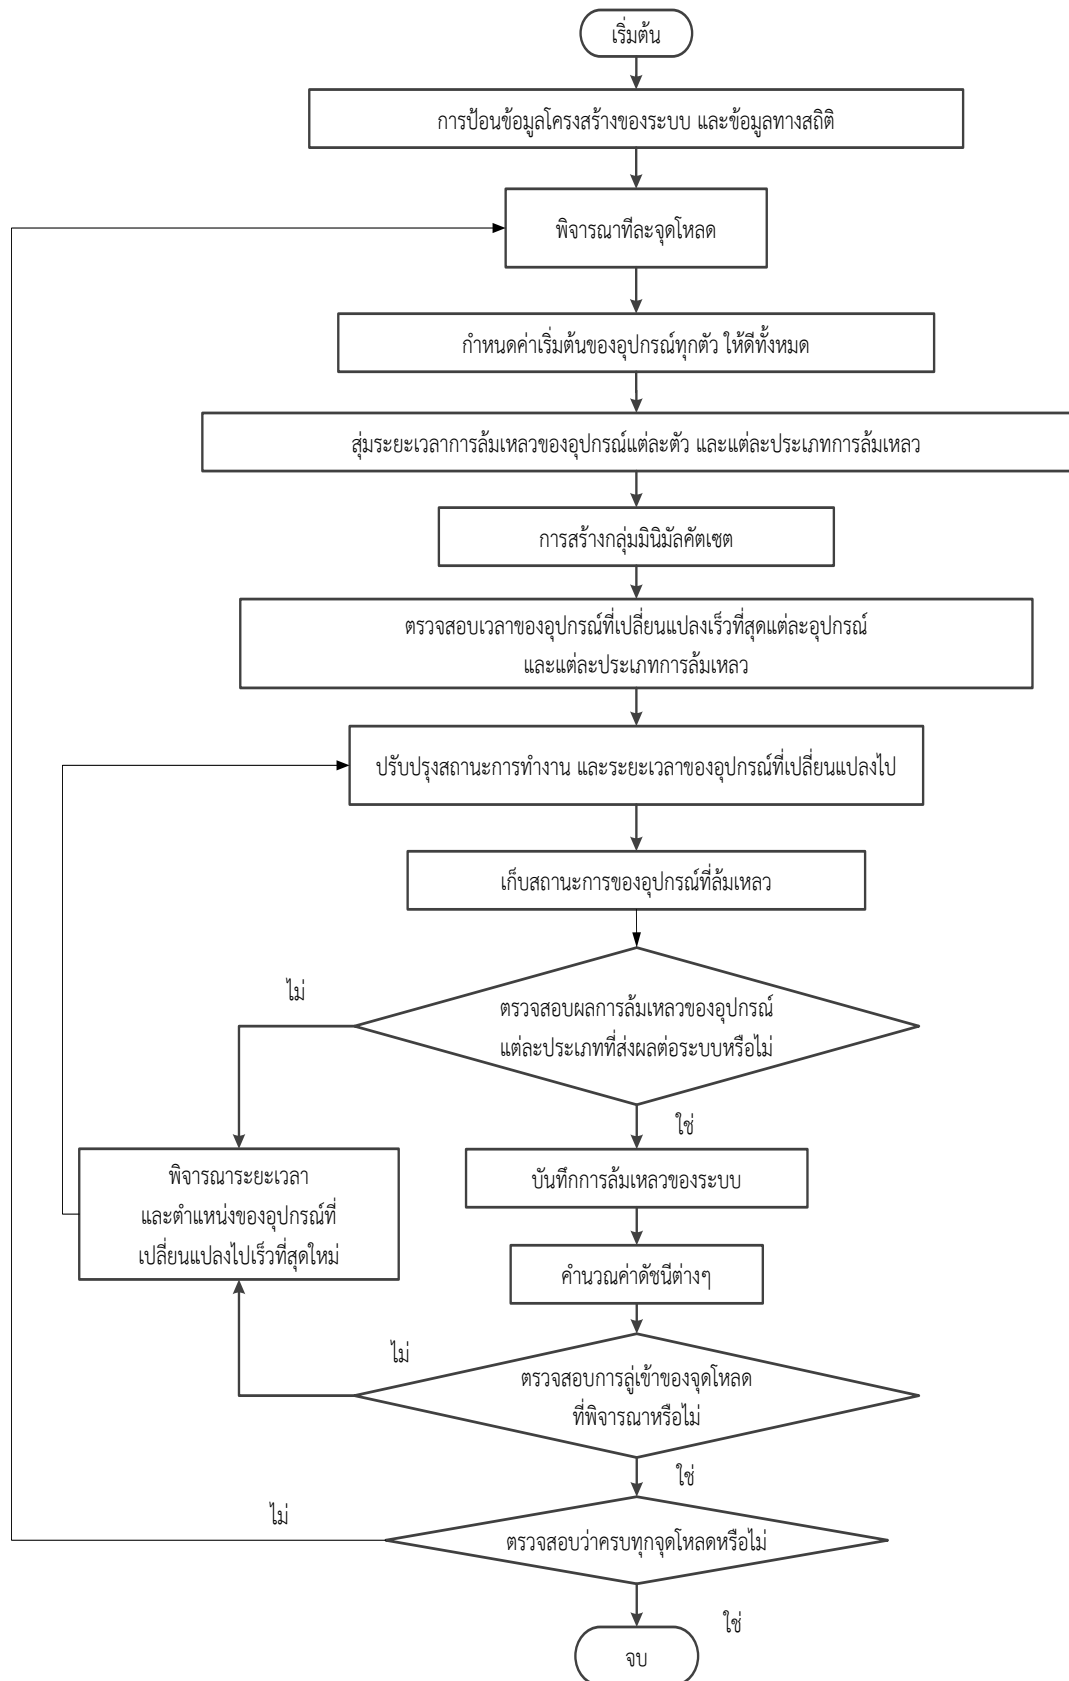 เริ่มต้น
การป้อนข้อมูลโครงสร้างของระบบ และข้อมูลทางสถิติ
พิจารณาทีละจุดโหลด
กำหนดค่าเริ่มต้นของอุปกรณ์ทุกตัว ให้ดีทั้งหมด
สุ่มระยะเวลาการล้มเหลวของอุปกรณ์แต่ละตัว และแต่ละประเภทการล้มเหลว
การสร้างกลุ่มมินิมัลคัตเซต
ตรวจสอบเวลาของอุปกรณ์ที่เปลี่ยนแปลงเร็วที่สุดแต่ละอุปกรณ์
และแต่ละประเภทการล้มเหลว
ปรับปรุงสถานะการทำงาน และระยะเวลาของอุปกรณ์ที่เปลี่ยนแปลงไป
เก็บสถานะการของอุปกรณ์ที่ล้มเหลว
ไม่
ตรวจสอบผลการล้มเหลวของอุปกรณ์
แต่ละประเภทที่ส่งผลต่อระบบหรือไม่
ใช่
พิจารณาระยะเวลา
และตำแหน่งของอุปกรณ์ที่
เปลี่ยนแปลงไปเร็วที่สุดใหม่
บันทึกการล้มเหลวของระบบ
คำนวณค่าดัชนีต่างๆ
ไม่
ตรวจสอบการลู่เข้าของจุดโหลด
ที่พิจารณาหรือไม่
ใช่
ไม่
ตรวจสอบว่าครบทุกจุดโหลดหรือไม่
ใช่
จบ